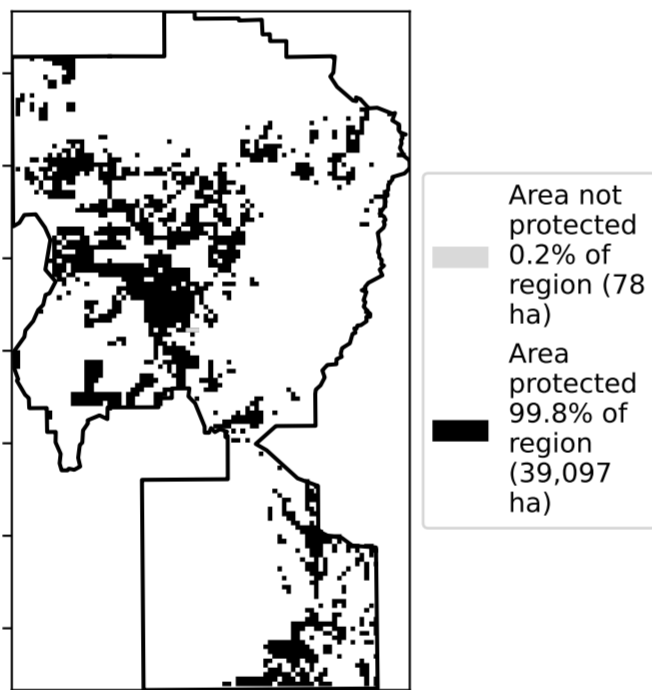 Area not
protected
0.2% of
region (78
ha)
Area
protected
99.8% of
region
(39,097
ha)